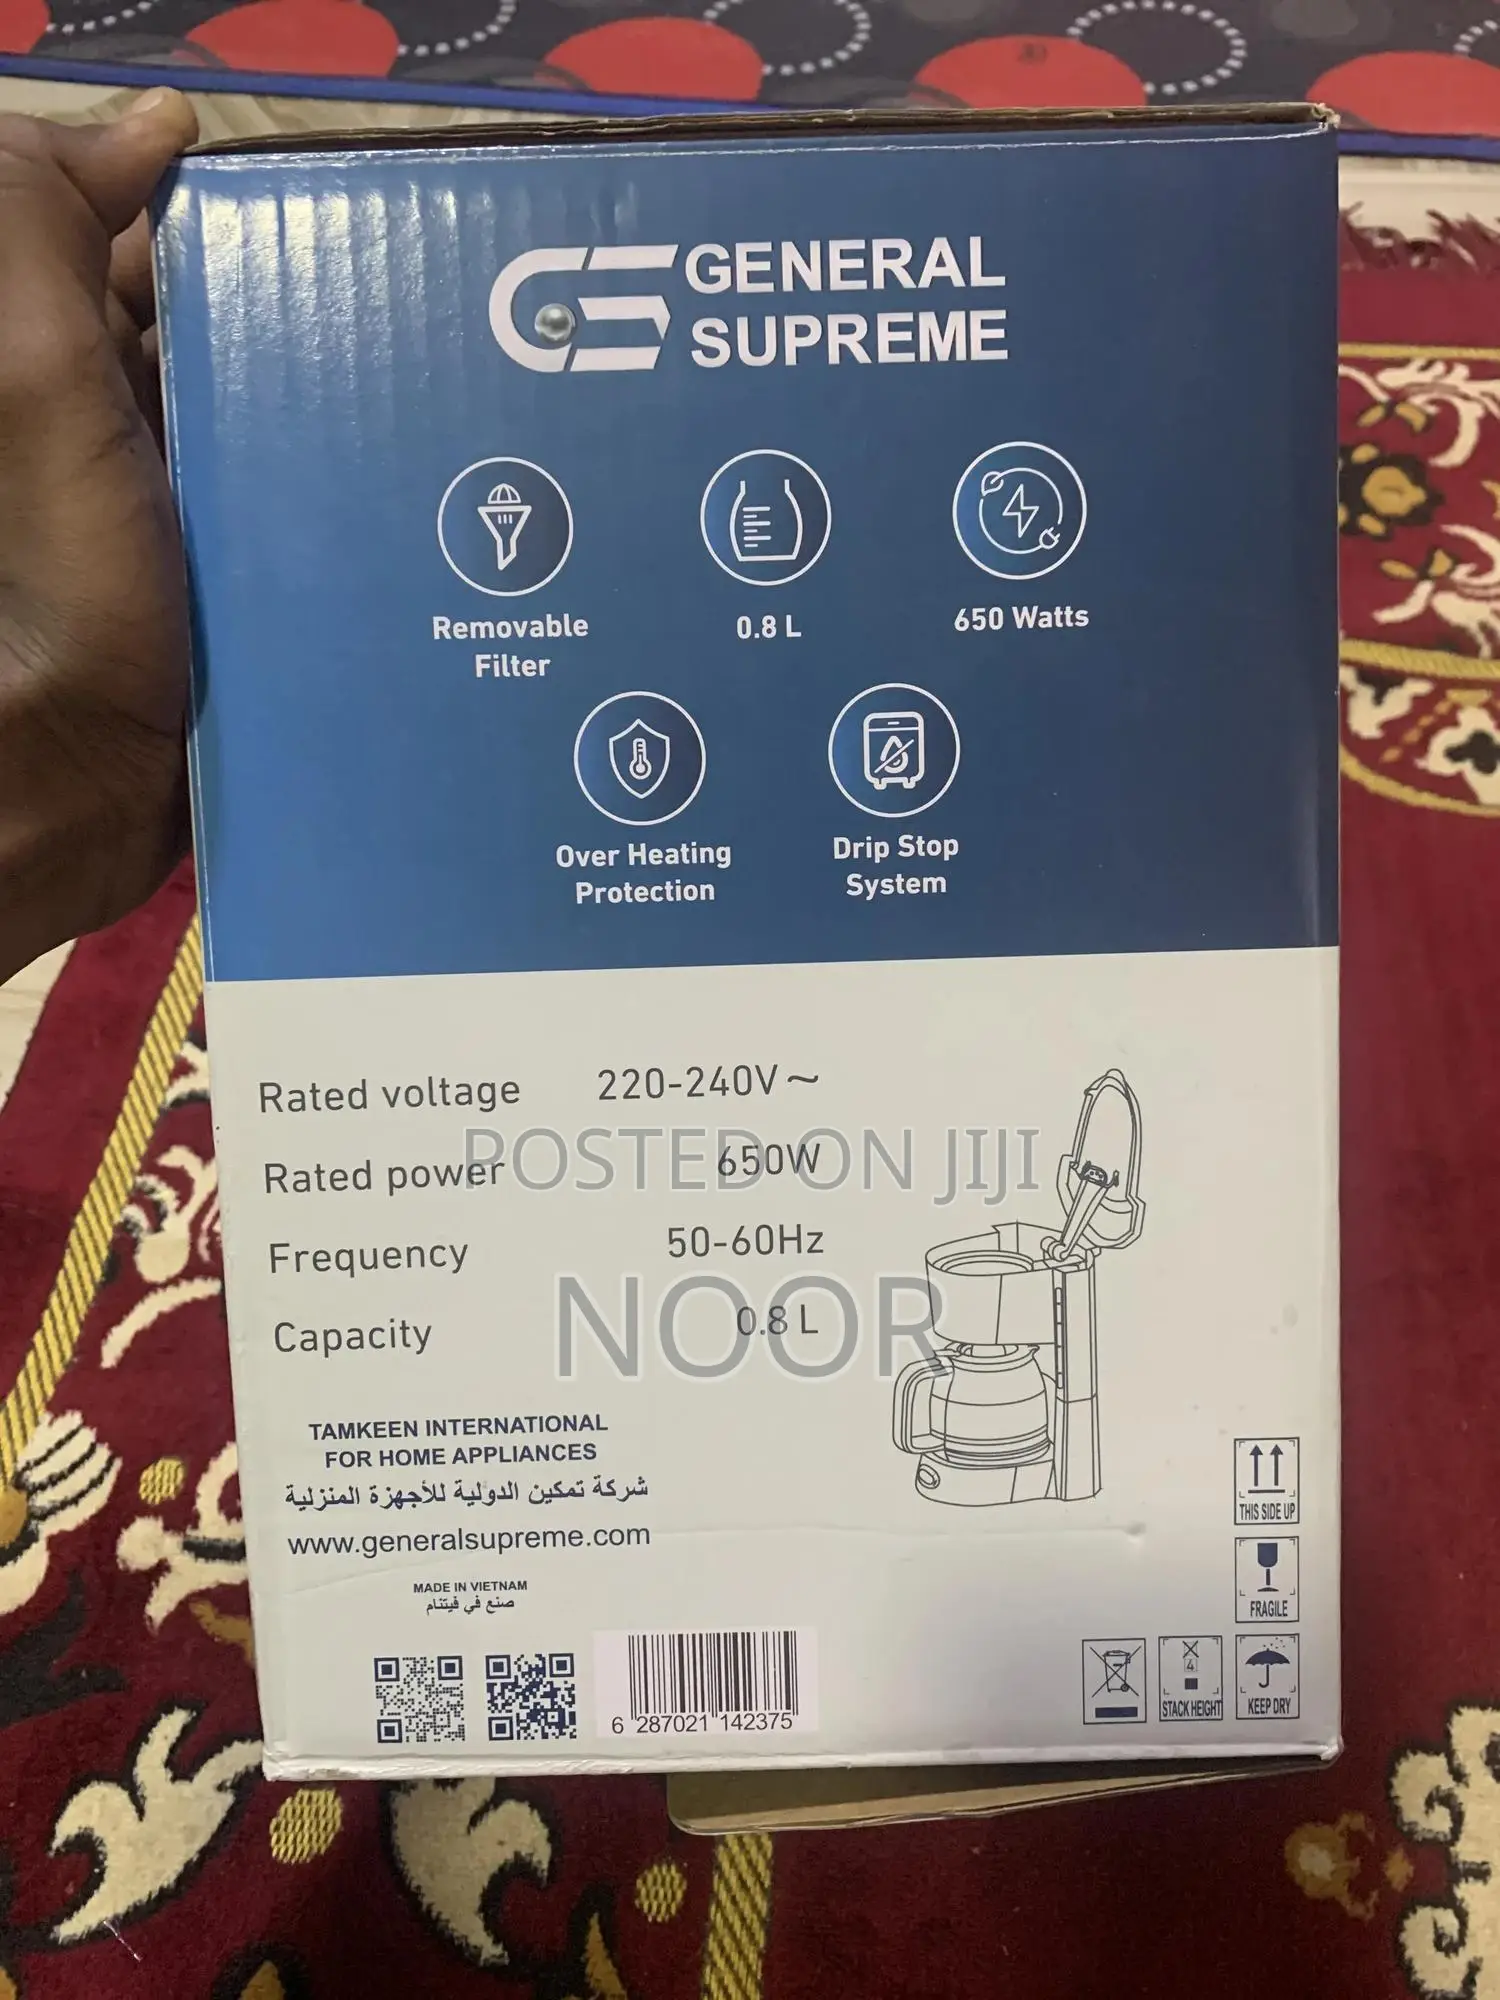 GENERAL
SUPREME
Removable
Filter
0.8 L
650 Watts
Over Heating
Protection
Drip Stop
System
Rated voltage 220-240V~
Rated power 650W
Frequency 50-60Hz
Capacity 0.8 L
POSTED ON JIJI
NOOR
TAMKEEN INTERNATIONAL
FOR HOME APPLIANCES
شركة تمكين الدولية للأجهزة المنزلية
www.generalsupreme.com
MADE IN VIETNAM
صنع في فيتنام
6 287021 142375
THIS SIDE UP
FRAGILE
4
STACK HEIGHT
KEEP DRY